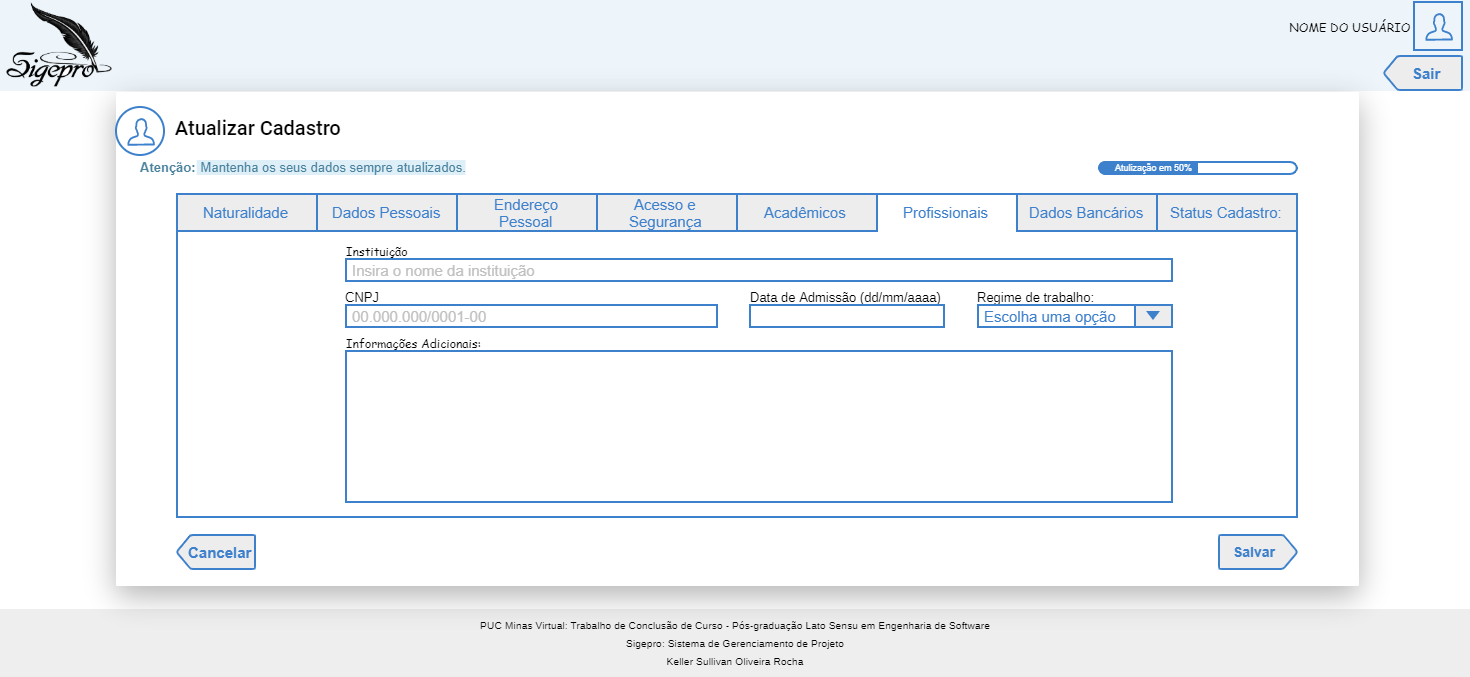 Sigepro
NOME DO USUÁRIO
Sair
Atualizar Cadastro
Atenção: Mantenha os seus dados sempre atualizados.
Atulização em 50%
Naturalidade
Dados Pessoais
Endereço
Pessoal
Acesso e
Segurança
Acadêmicos
Profissionais
Dados Bancários
Status Cadastro:
Instituição
Insira o nome da instituição
CNPJ
00.000.000/0001-00
Data de Admissão (dd/mm/aaaa)
Regime de trabalho:
Escolha uma opção
Informações Adicionais:
Cancelar
Salvar
PUC Minas Virtual: Trabalho de Conclusão de Curso - Pós-graduação Lato Sensu em Engenharia de Software
Sigepro: Sistema de Gerenciamento de Projeto
Keller Sullivan Oliveira Rocha